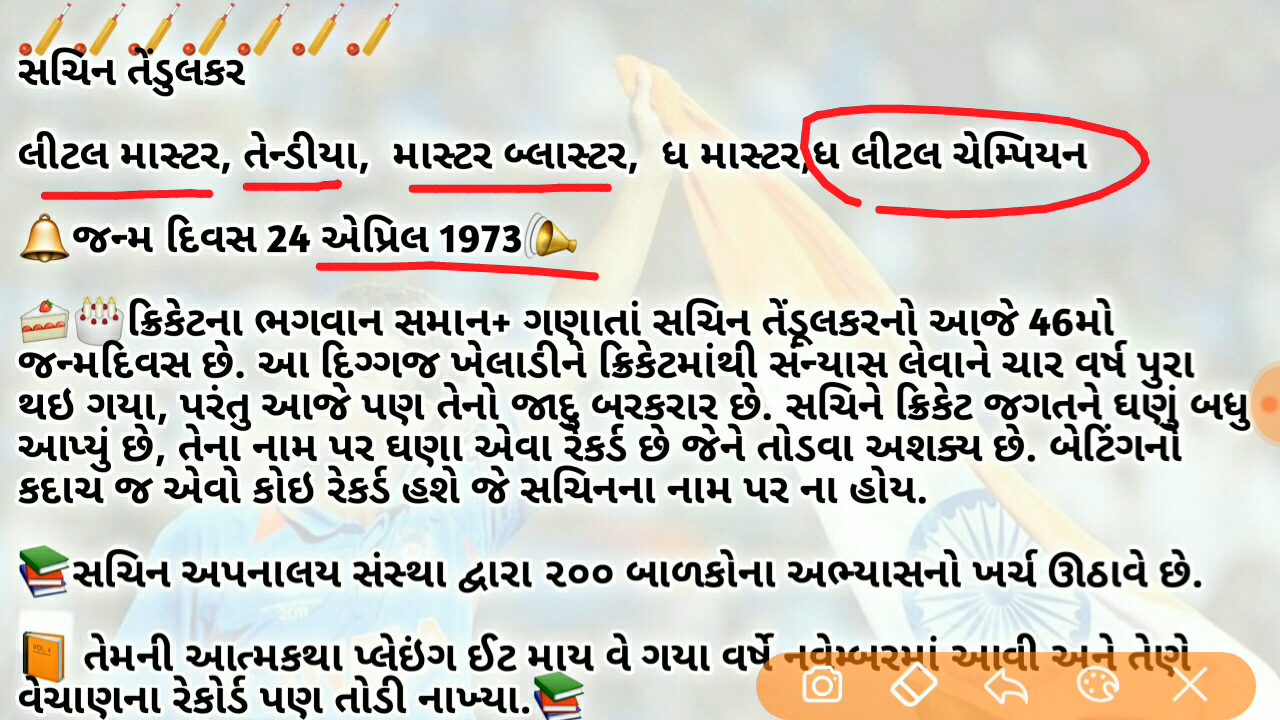 સચિન તેંડુલકર
લીટલ માસ્ટર, તેન્ડીયા, માસ્ટર બ્લાસ્ટર, ધ માસ્ટર,ધ લીટલ ચેમ્પિયન
જન્મ દિવસ 24 એપ્રિલ 1973
ક્રિકેટના ભગવાન સમાન+ ગણાતાં સચિન તેંડૂલકરનો આજે 46મો
જન્મદિવસ છે. આ દિગ્ગજ ખેલાડીને ક્રિકેટમાંથી સંન્યાસ લેવાને ચાર વર્ષ પુરા
થઇ ગયા, પરંતુ આજે પણ તેનો જાદુ બરકરાર છે. સચિને ક્રિકેટ જગતને ઘણું બધુ
આપ્યું છે, તેના નામ પર ઘણા એવા રેકર્ડ છે જેને તોડવા અશક્ય છે. બેટિંગનો
કદાચ જ એવો કોઇ રેકર્ડ હશે જે સચિનના નામ પર ના હોય.
સચિન અપનાલય સંસ્થા દ્વારા ૨૦૦ બાળકોના અભ્યાસનો ખર્ચ ઊઠાવે છે.
તેમની આત્મકથા પ્લેઇંગ ઈટ માય વે ગયા વર્ષે નવેમ્બરમાં આવી અને તેણે
વેચાણના રેકોર્ડ પણ તોડી નાખ્યા.